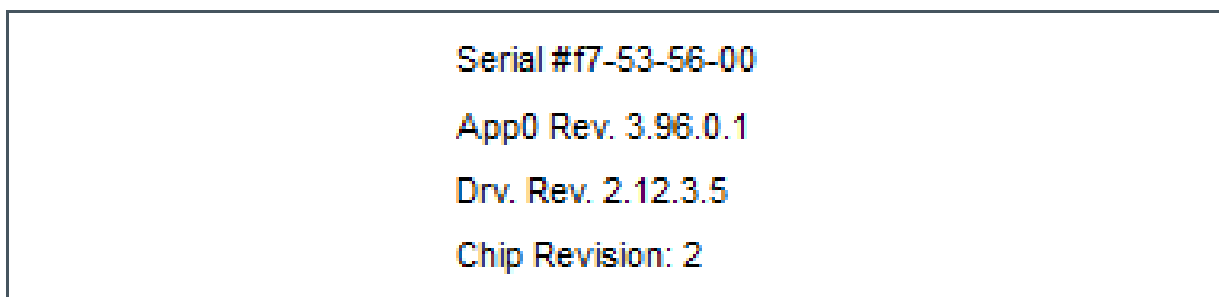 Serial #f7-53-56-00
App0 Rev. 3.96.0.1
Drv. Rev. 2.12.3.5
Chip Revision: 2